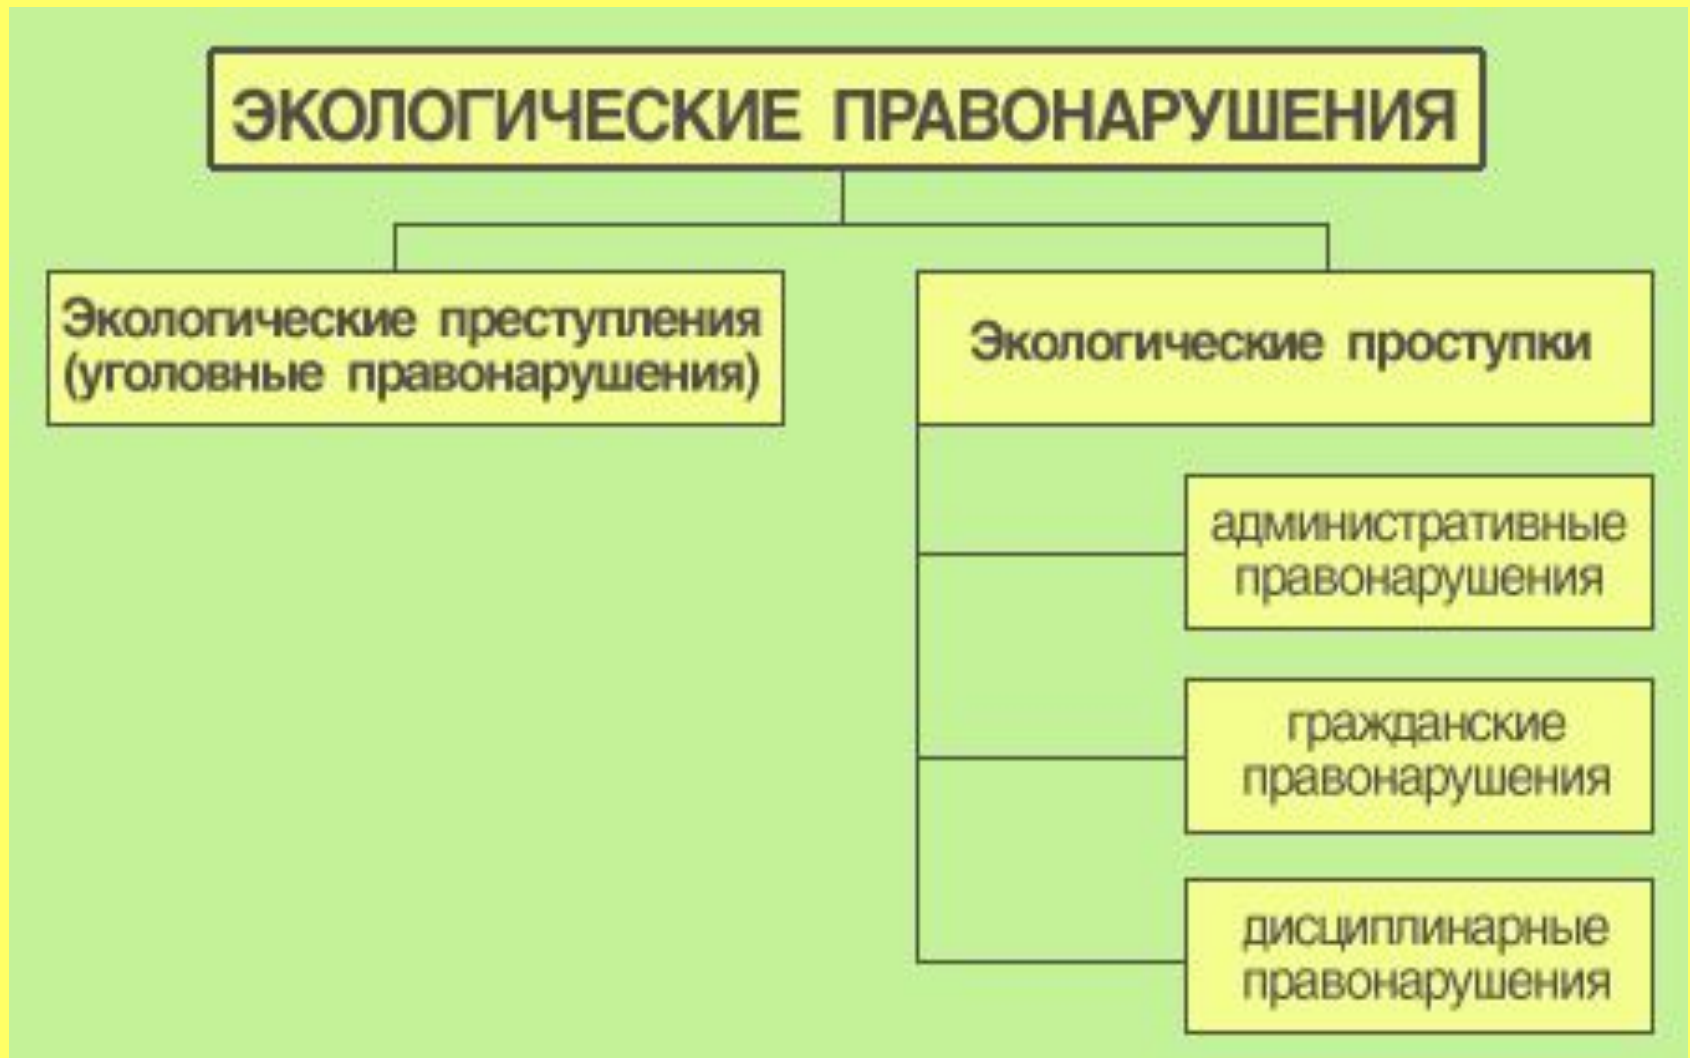 ЭКОЛОГИЧЕСКИЕ ПРАВОНАРУШЕНИЯ
Экологические преступления
(уголовные правонарушения)
Экологические проступки
административные
правонарушения
гражданские
правонарушения
дисциплинарные
правонарушения